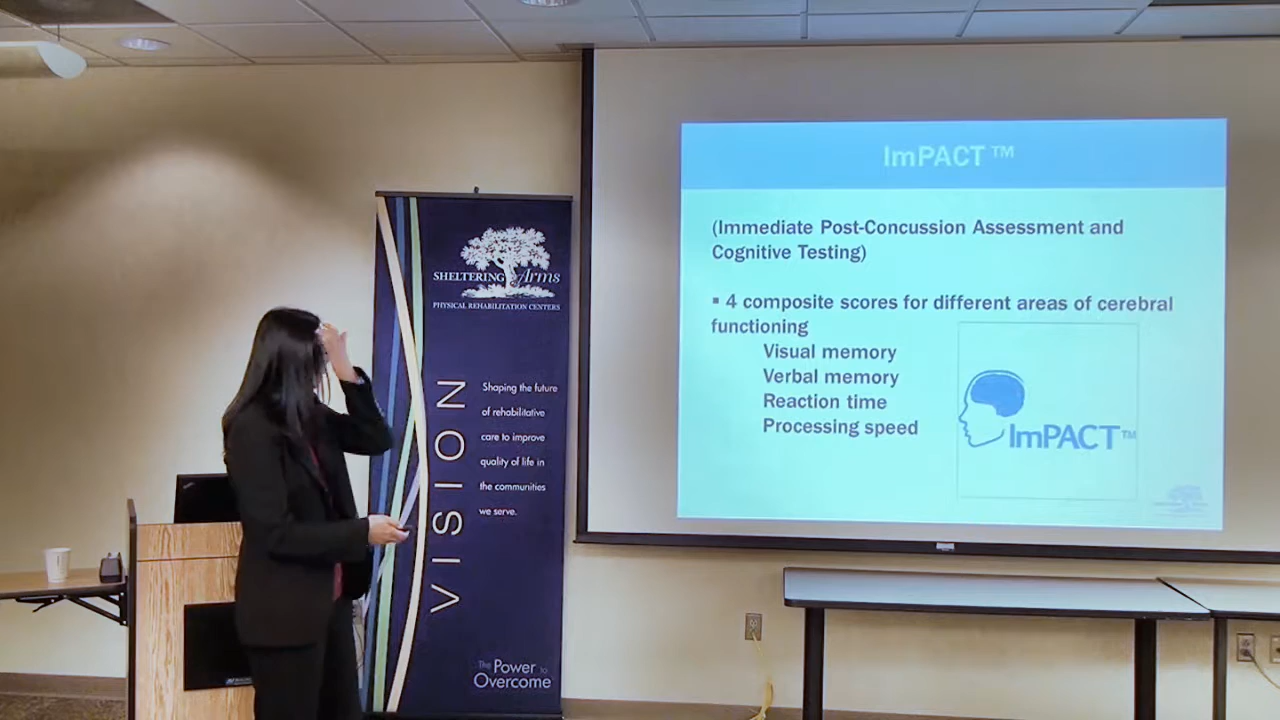 ImPACT™
(Immediate Post-Concussion Assessment and
Cognitive Testing)
▪ 4 composite scores for different areas of cerebral
functioning
Visual memory
Verbal memory
Reaction time
Processing speed
ImPACT™
SHELTERING Arms
PHYSICAL REHABILITATION CENTERS
VISION
Shaping the future
of rehabilitative
care to improve
quality of life in
the communities
we serve.
The Power to
Overcome